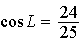 cos L = 24/25